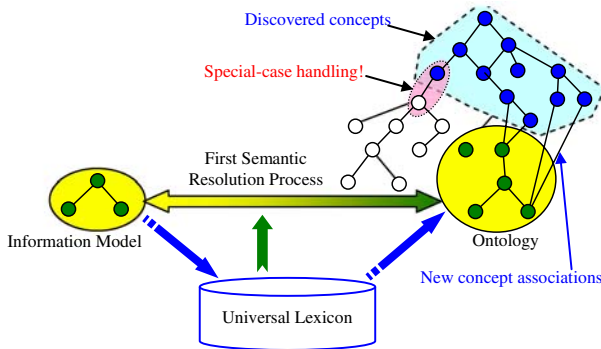 Discovered concepts
Special-case handling!
First Semantic
Resolution Process
Information Model
Ontology
New concept associations
Universal Lexicon